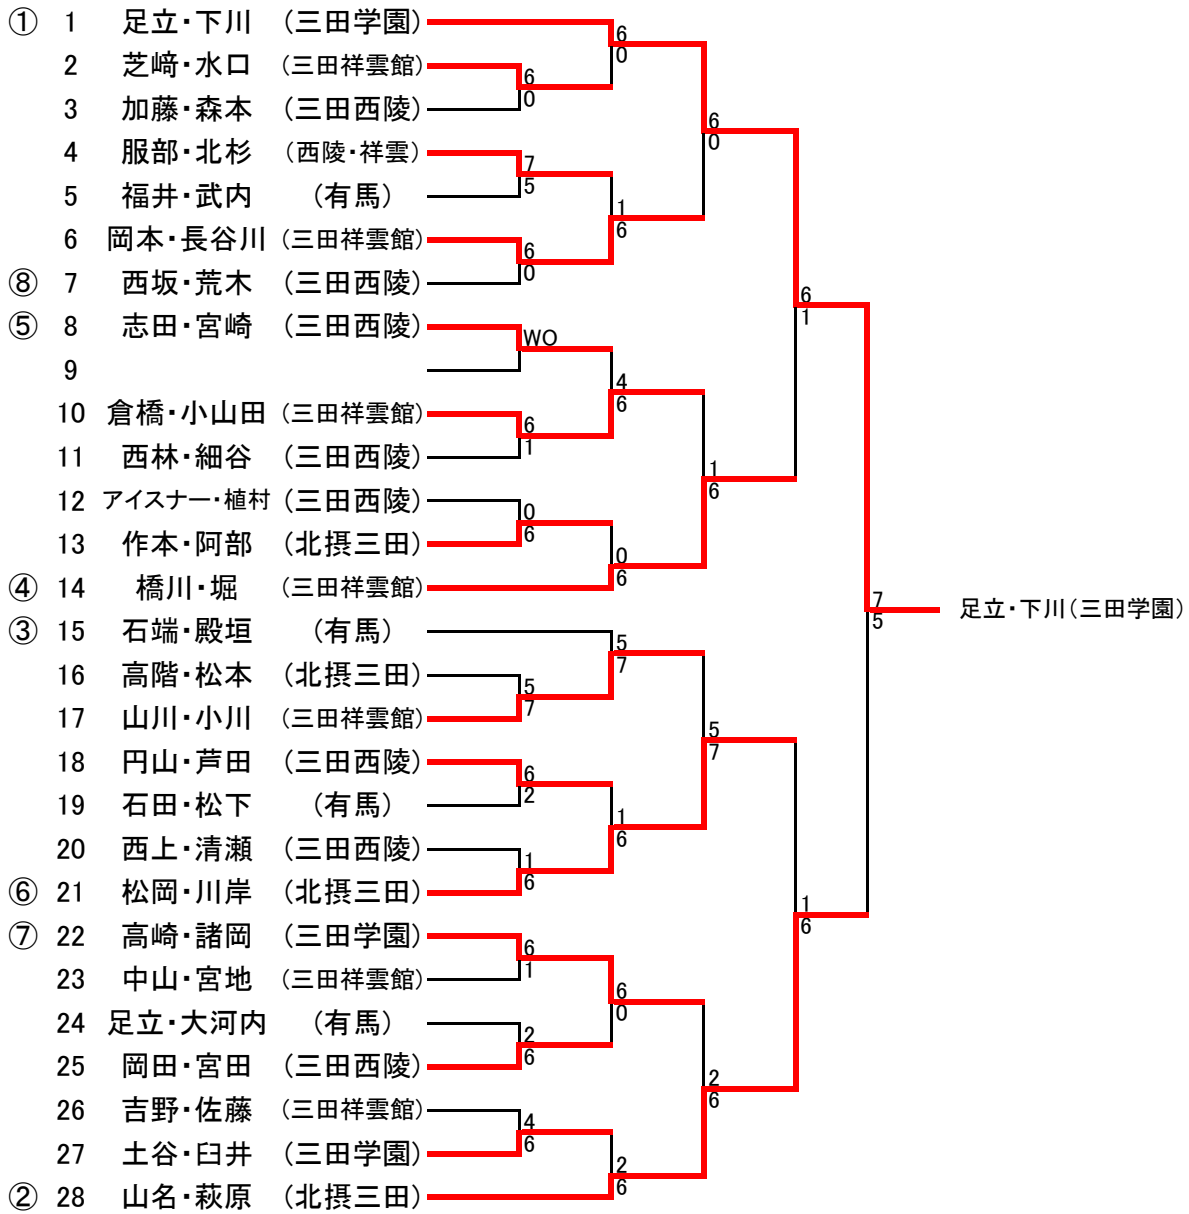 ① 1 足立・下川 (三田学園)
6
0
2 芝﨑・水口 (三田祥雲館)
6
0
3 加藤・森本 (三田西陵)
6
0
4 服部・北杉 (西陵・祥雲)
7
5
5 福井・武内 (有馬)
1
6
6 岡本・長谷川 (三田祥雲館)
6
0
⑧ 7 西坂・荒木 (三田西陵)
6
1
⑤ 8 志田・宮崎 (三田西陵)
WO
9
4
6
10 倉橋・小山田 (三田祥雲館)
6
1
11 西林・細谷 (三田西陵)
1
6
12 アイスナー・植村 (三田西陵)
0
6
13 作本・阿部 (北摂三田)
0
6
④ 14 橋川・堀 (三田祥雲館)
7
5
足立・下川(三田学園)
③ 15 石端・殿垣 (有馬)
5
7
16 高階・松本 (北摂三田)
5
7
17 山川・小川 (三田祥雲館)
5
7
18 円山・芦田 (三田西陵)
6
2
19 石田・松下 (有馬)
1
6
20 西上・清瀬 (三田西陵)
1
6
⑥ 21 松岡・川岸 (北摂三田)
1
6
⑦ 22 高崎・諸岡 (三田学園)
6
1
23 中山・宮地 (三田祥雲館)
6
0
24 足立・大河内 (有馬)
2
6
25 岡田・宮田 (三田西陵)
2
6
26 吉野・佐藤 (三田祥雲館)
4
6
27 土谷・臼井 (三田学園)
2
6
② 28 山名・萩原 (北摂三田)